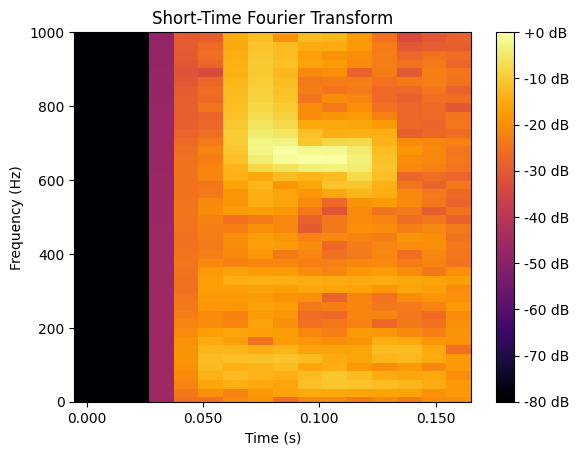 Short-Time Fourier Transform
1000
800
600
400
200
0
Frequency (Hz)
0.000
0.050
0.100
0.150
Time (s)
+0 dB
-10 dB
-20 dB
-30 dB
-40 dB
-50 dB
-60 dB
-70 dB
-80 dB